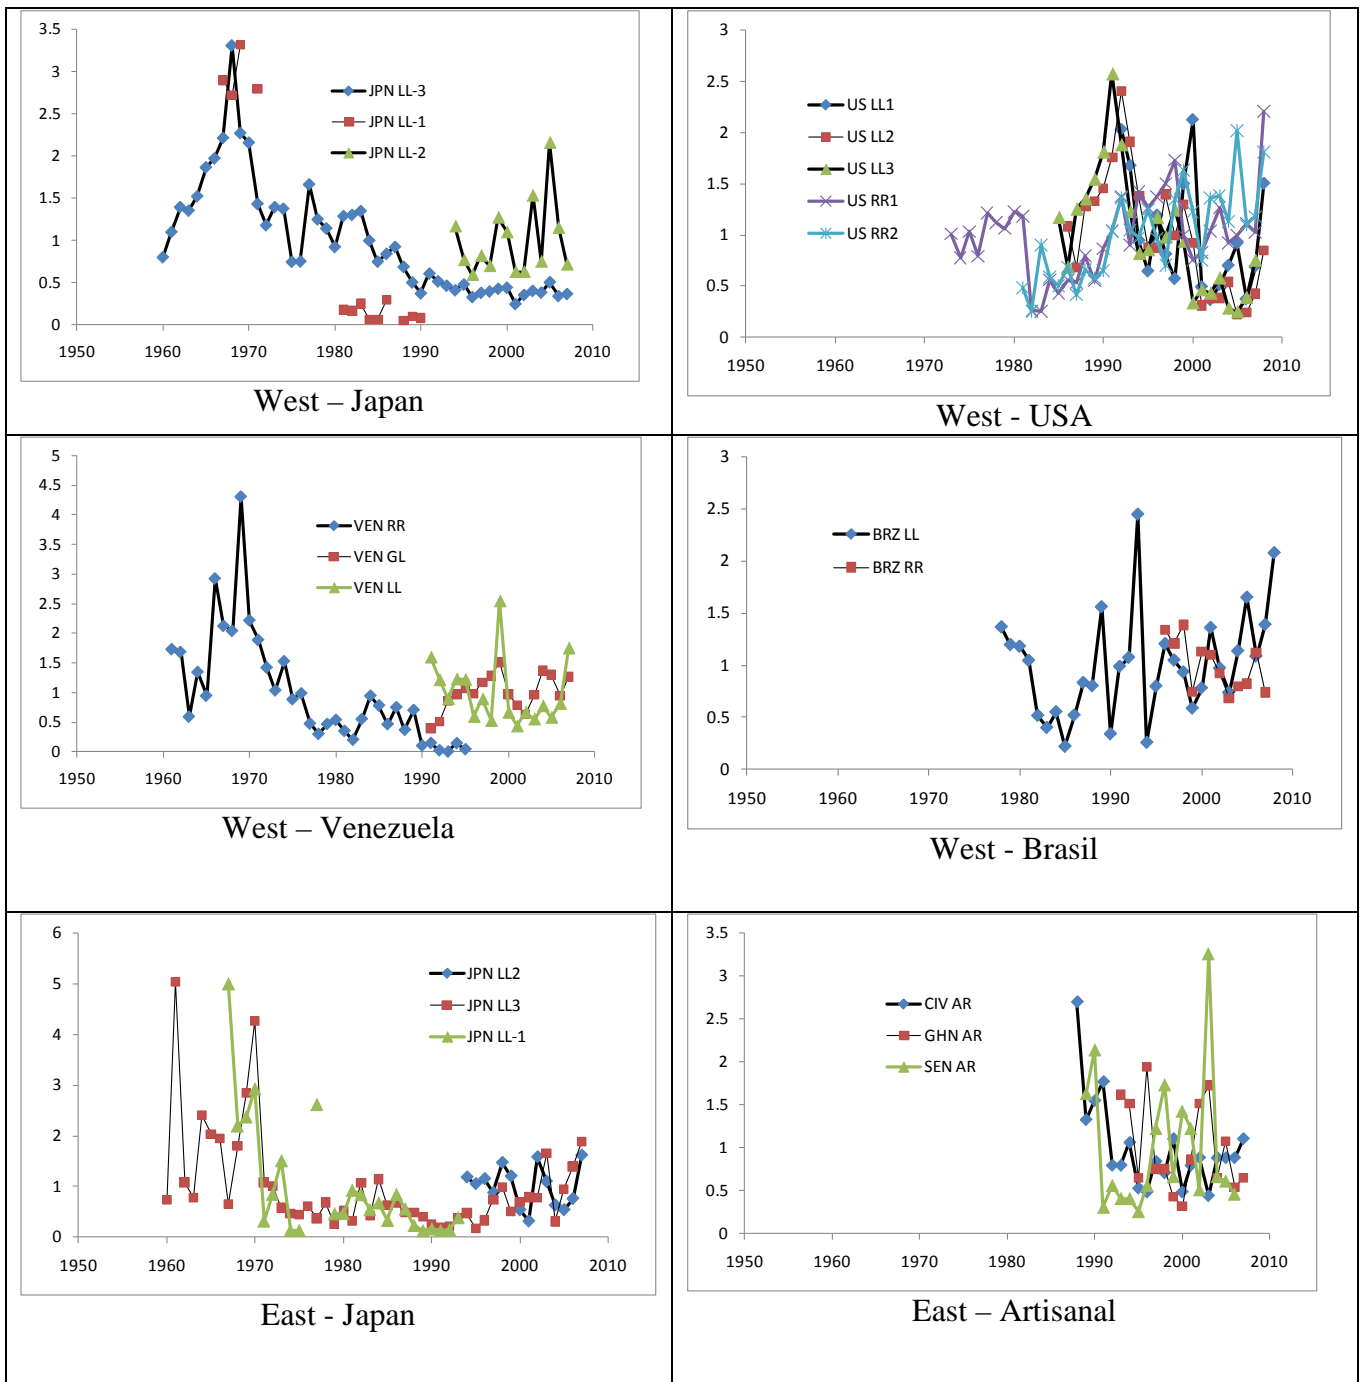 3.5
3
2.5
2
1.5
1
0.5
0
1950 1960 1970 1980 1990 2000 2010
JPN LL-3
JPN LL-1
JPN LL-2
West – Japan
3
2.5
2
1.5
1
0.5
0
1950 1960 1970 1980 1990 2000 2010
US LL1
US LL2
US LL3
US RR1
US RR2
West - USA
5
4.5
4
3.5
3
2.5
2
1.5
1
0.5
0
1950 1960 1970 1980 1990 2000 2010
VEN RR
VEN GL
VEN LL
West – Venezuela
3
2.5
2
1.5
1
0.5
0
1950 1960 1970 1980 1990 2000 2010
BRZ LL
BRZ RR
West - Brasil
6
5
4
3
2
1
0
1950 1960 1970 1980 1990 2000 2010
JPN LL2
JPN LL3
JPN LL-1
East - Japan
3.5
3
2.5
2
1.5
1
0.5
0
1950 1960 1970 1980 1990 2000 2010
CIV AR
GHN AR
SEN AR
East – Artisanal